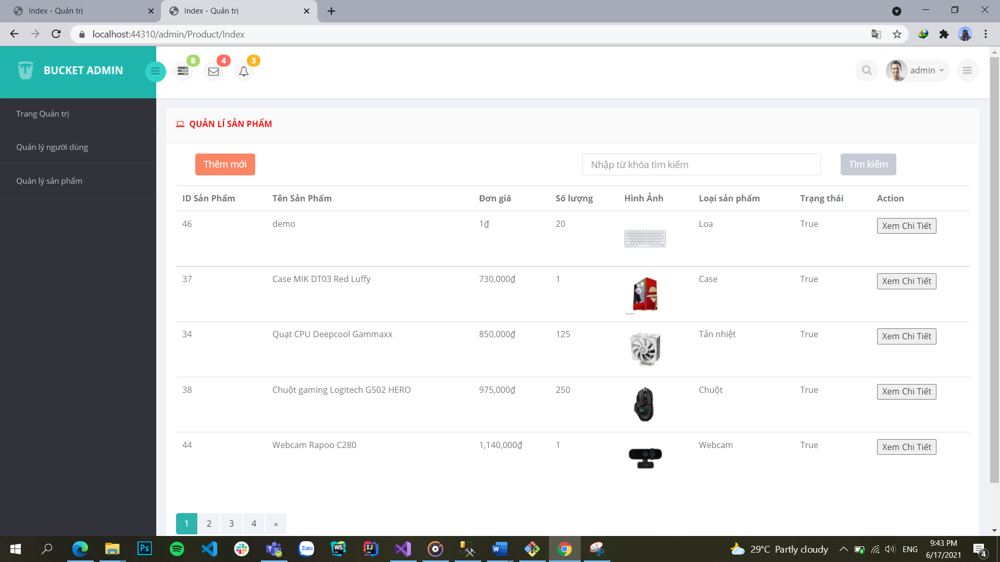 Index - Quản trị
Index - Quản trị
localhost:44310/admin/Product/Index
BUCKET ADMIN
8
4
3
admin
Trang Quản trị
Quản lý người dùng
Quản lý sản phẩm
QUẢN LÍ SẢN PHẨM
Thêm mới
Nhập từ khóa tìm kiếm
Tìm kiếm
ID Sản Phẩm Tên Sản Phẩm Đơn giá Số lượng Hình Ảnh Loại sản phẩm Trạng thái Action
46 demo 1₫ 20 Loa True Xem Chi Tiết
37 Case MIK DT03 Red Luffy 730,000₫ 1 Case True Xem Chi Tiết
34 Quạt CPU Deepcool Gammaxx 850,000₫ 125 Tản nhiệt True Xem Chi Tiết
38 Chuột gaming Logitech G502 HERO 975,000₫ 250 Chuột True Xem Chi Tiết
44 Webcam Rapoo C280 1,140,000₫ 1 Webcam True Xem Chi Tiết
1 2 3 4 »
Ps
Zalo
WS
IJ
W
29°C Partly cloudy
ENG
9:43 PM
6/17/2021
4